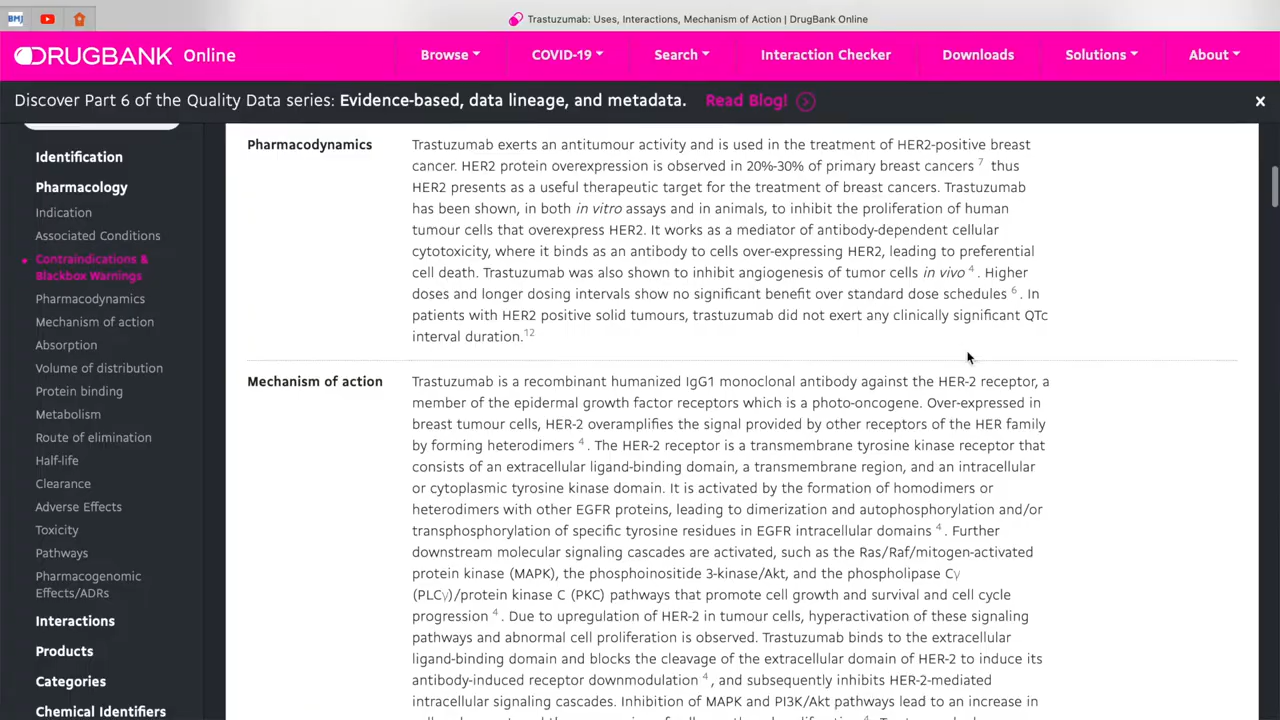 BMJ
Trastuzumab: Uses, Interactions, Mechanism of Action | DrugBank Online
DRUGBANK Online
Browse
COVID-19
Search
Interaction Checker
Downloads
Solutions
About
Discover Part 6 of the Quality Data series: Evidence-based, data lineage, and metadata. Read Blog!
Identification
Pharmacology
Indication
Associated Conditions
Contraindications &
Blackbox Warnings
Pharmacodynamics
Mechanism of action
Absorption
Volume of distribution
Protein binding
Metabolism
Route of elimination
Half-life
Clearance
Adverse Effects
Toxicity
Pathways
Pharmacogenomic
Effects/ADRs
Interactions
Products
Categories
Chemical Identifiers
Pharmacodynamics
Trastuzumab exerts an antitumour activity and is used in the treatment of HER2-positive breast
cancer. HER2 protein overexpression is observed in 20%-30% of primary breast cancers 7 thus
HER2 presents as a useful therapeutic target for the treatment of breast cancers. Trastuzumab
has been shown, in both in vitro assays and in animals, to inhibit the proliferation of human
tumour cells that overexpress HER2. It works as a mediator of antibody-dependent cellular
cytotoxicity, where it binds as an antibody to cells over-expressing HER2, leading to preferential
cell death. Trastuzumab was also shown to inhibit angiogenesis of tumor cells in vivo 4 . Higher
doses and longer dosing intervals show no significant benefit over standard dose schedules 6 . In
patients with HER2 positive solid tumours, trastuzumab did not exert any clinically significant QTc
interval duration.12
Mechanism of action
Trastuzumab is a recombinant humanized IgG1 monoclonal antibody against the HER-2 receptor, a
member of the epidermal growth factor receptors which is a photo-oncogene. Over-expressed in
breast tumour cells, HER-2 overamplifies the signal provided by other receptors of the HER family
by forming heterodimers 4 . The HER-2 receptor is a transmembrane tyrosine kinase receptor that
consists of an extracellular ligand-binding domain, a transmembrane region, and an intracellular
or cytoplasmic tyrosine kinase domain. It is activated by the formation of homodimers or
heterodimers with other EGFR proteins, leading to dimerization and autophosphorylation and/or
transphosphorylation of specific tyrosine residues in EGFR intracellular domains 4 . Further
downstream molecular signaling cascades are activated, such as the Ras/Raf/mitogen-activated
protein kinase (MAPK), the phosphoinositide 3-kinase/Akt, and the phospholipase Cγ
(PLCγ)/protein kinase C (PKC) pathways that promote cell growth and survival and cell cycle
progression 4 . Due to upregulation of HER-2 in tumour cells, hyperactivation of these signaling
pathways and abnormal cell proliferation is observed. Trastuzumab binds to the extracellular
ligand-binding domain and blocks the cleavage of the extracellular domain of HER-2 to induce its
antibody-induced receptor downmodulation 4 , and subsequently inhibits HER-2-mediated
intracellular signaling cascades. Inhibition of MAPK and PI3K/Akt pathways lead to an increase in